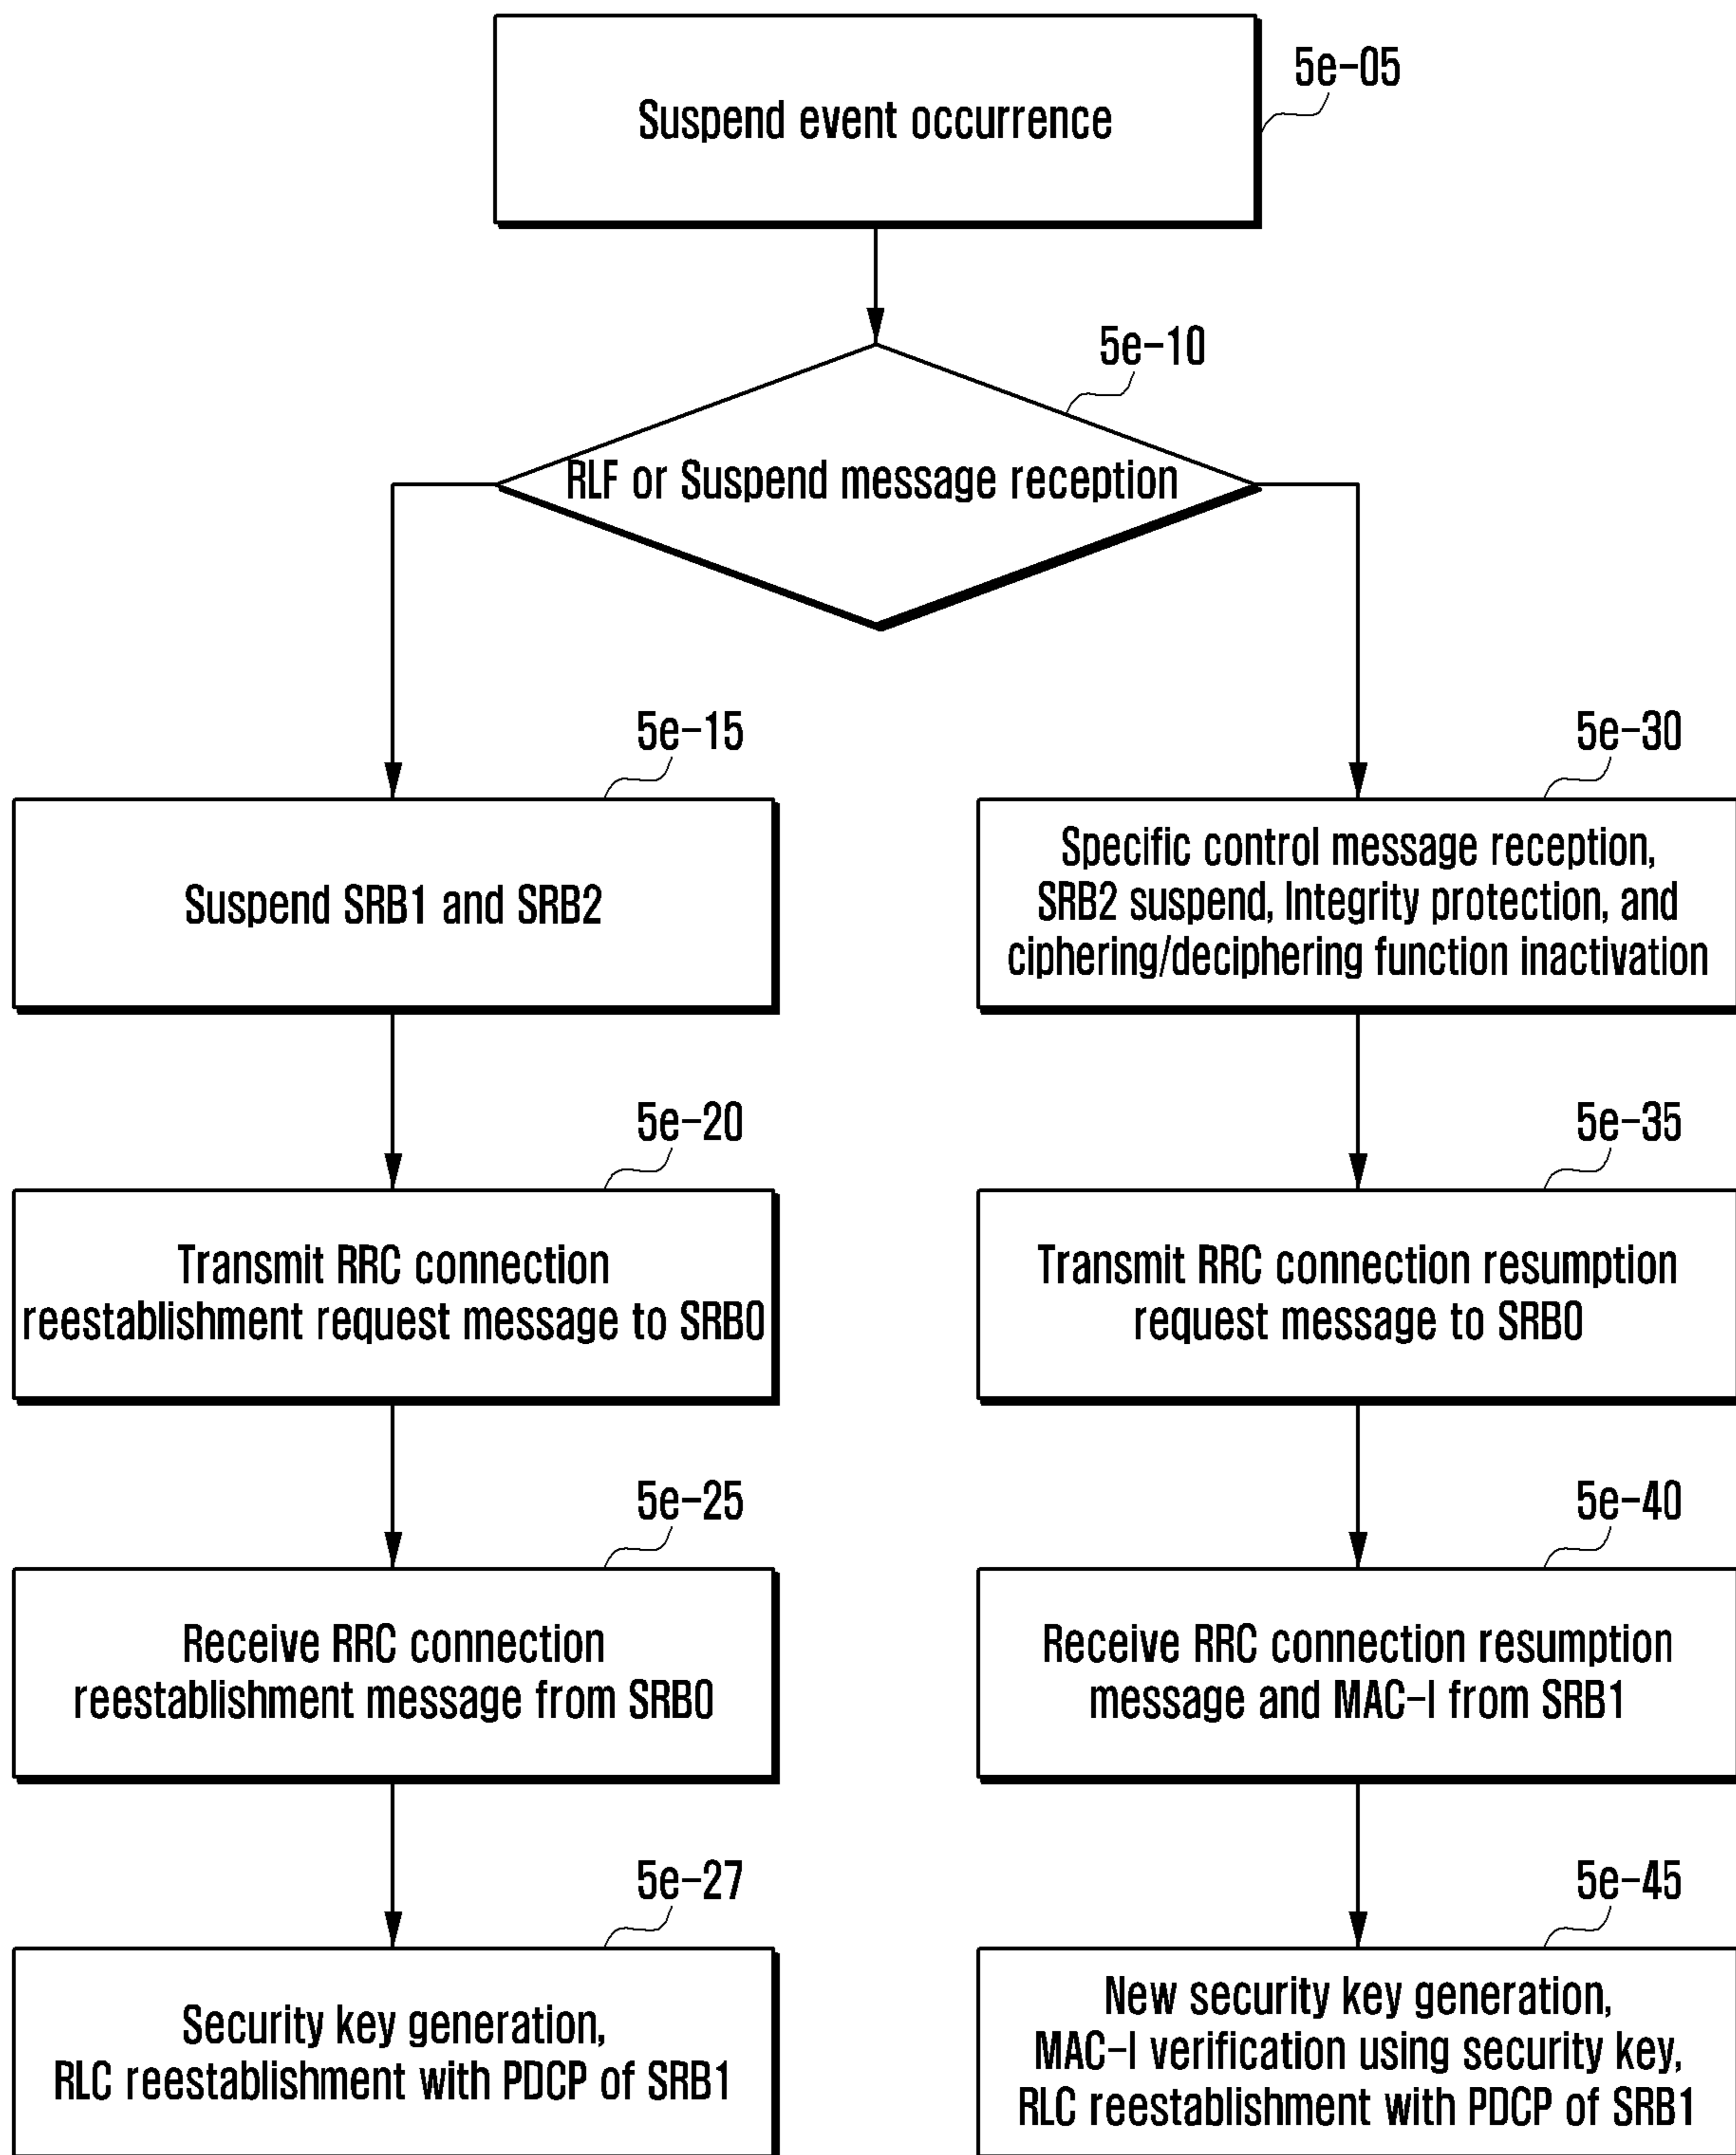 Suspend event occurrence
5e-05
5e-10
RLF or Suspend message reception
5e-15
Suspend SRB1 and SRB2
5e-20
Transmit RRC connection
reestablishment request message to SRB0
5e-25
Receive RRC connection
reestablishment message from SRB0
5e-27
Security key generation,
RLC reestablishment with PDCP of SRB1
5e-30
Specific control message reception,
SRB2 suspend, Integrity protection, and
ciphering/deciphering function inactivation
5e-35
Transmit RRC connection resumption
request message to SRB0
5e-40
Receive RRC connection resumption
message and MAC-I from SRB1
5e-45
New security key generation,
MAC-I verification using security key,
RLC reestablishment with PDCP of SRB1